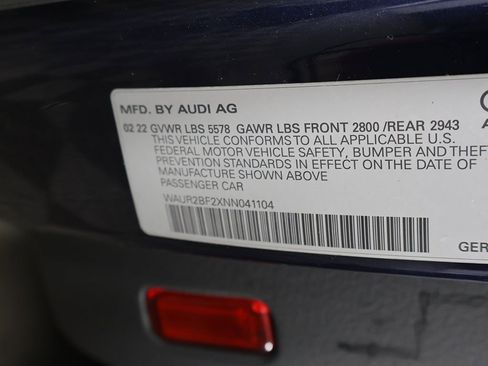 MFD. BY AUDI AG
02 22 GVWR LBS 5578 GAWR LBS FRONT 2800 /REAR 2943
THIS VEHICLE CONFORMS TO ALL APPLICABLE U.S.
FEDERAL MOTOR VEHICLE SAFETY, BUMPER AND THEFT
PREVENTION STANDARDS IN EFFECT ON THE DATE OF
MANUFACTURE SHOWN ABOVE
PASSENGER CAR
WAUR2BF2XNN041104
GER